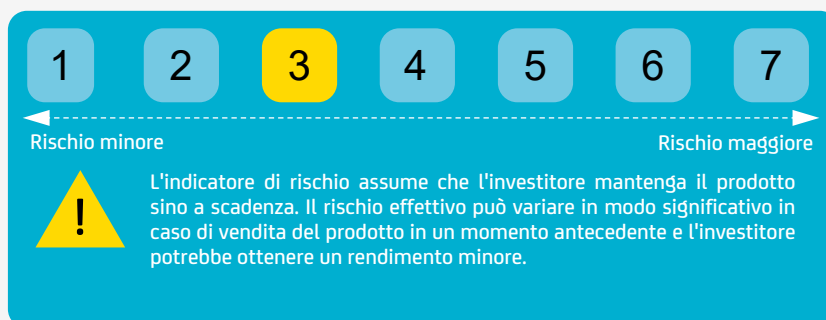 1 2 3 4 5 6 7
Rischio minore Rischio maggiore
L'indicatore di rischio assume che l'investitore mantenga il prodotto
sino a scadenza. Il rischio effettivo può variare in modo significativo in
caso di vendita del prodotto in un momento antecedente e l'investitore
potrebbe ottenere un rendimento minore.
!